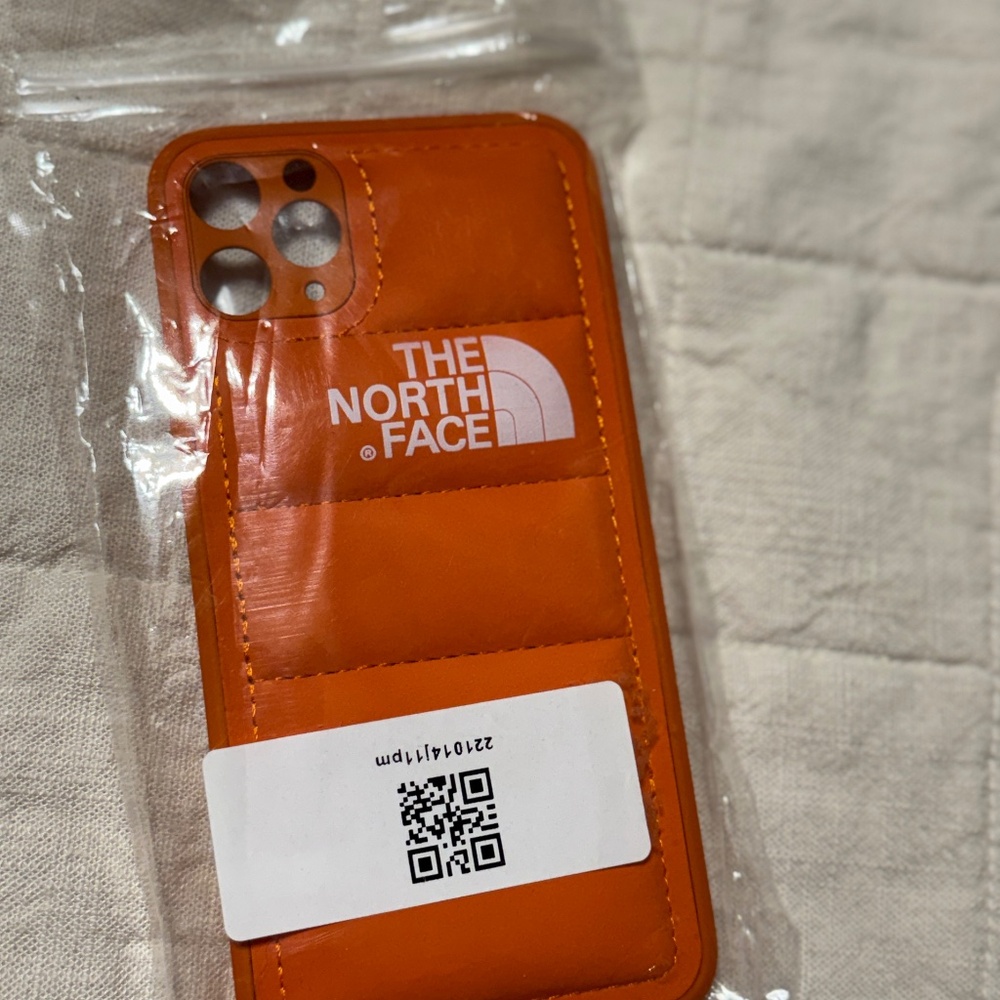 THE
NORTH
FACE
®
221014j11pm